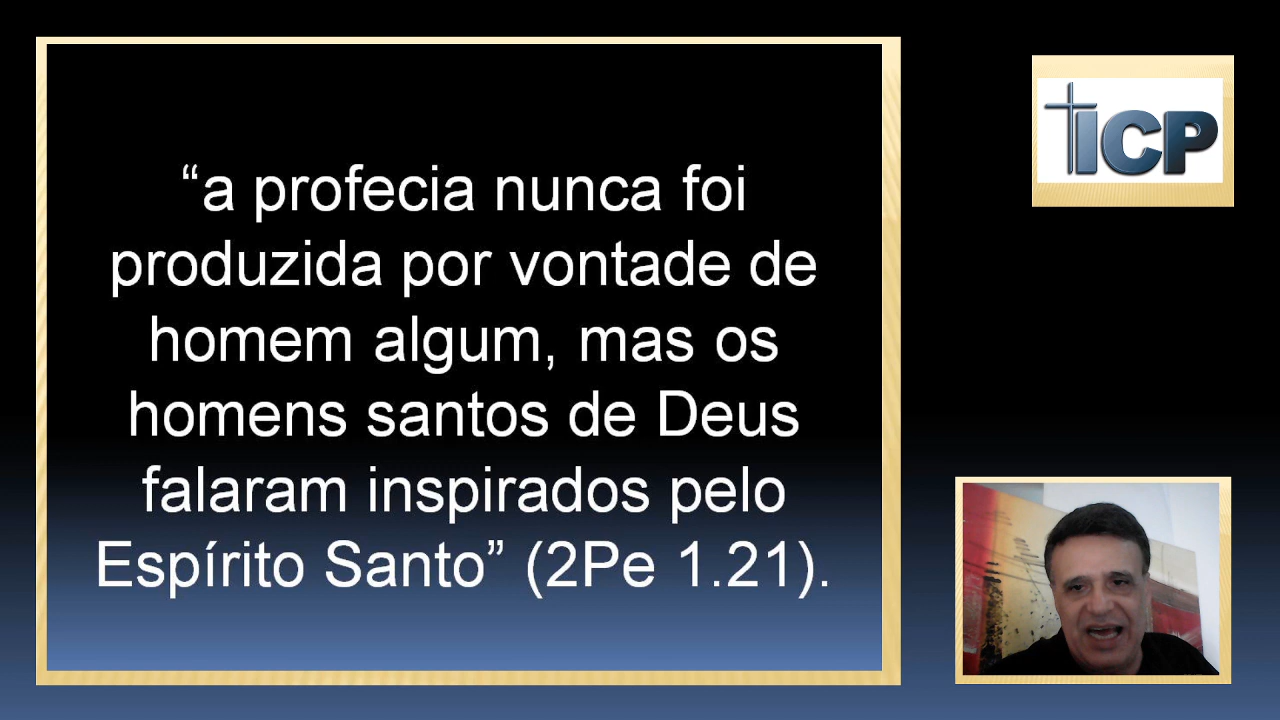 “a profecia nunca foi
produzida por vontade de
homem algum, mas os
homens santos de Deus
falaram inspirados pelo
Espírito Santo” (2Pe 1.21).
ICP